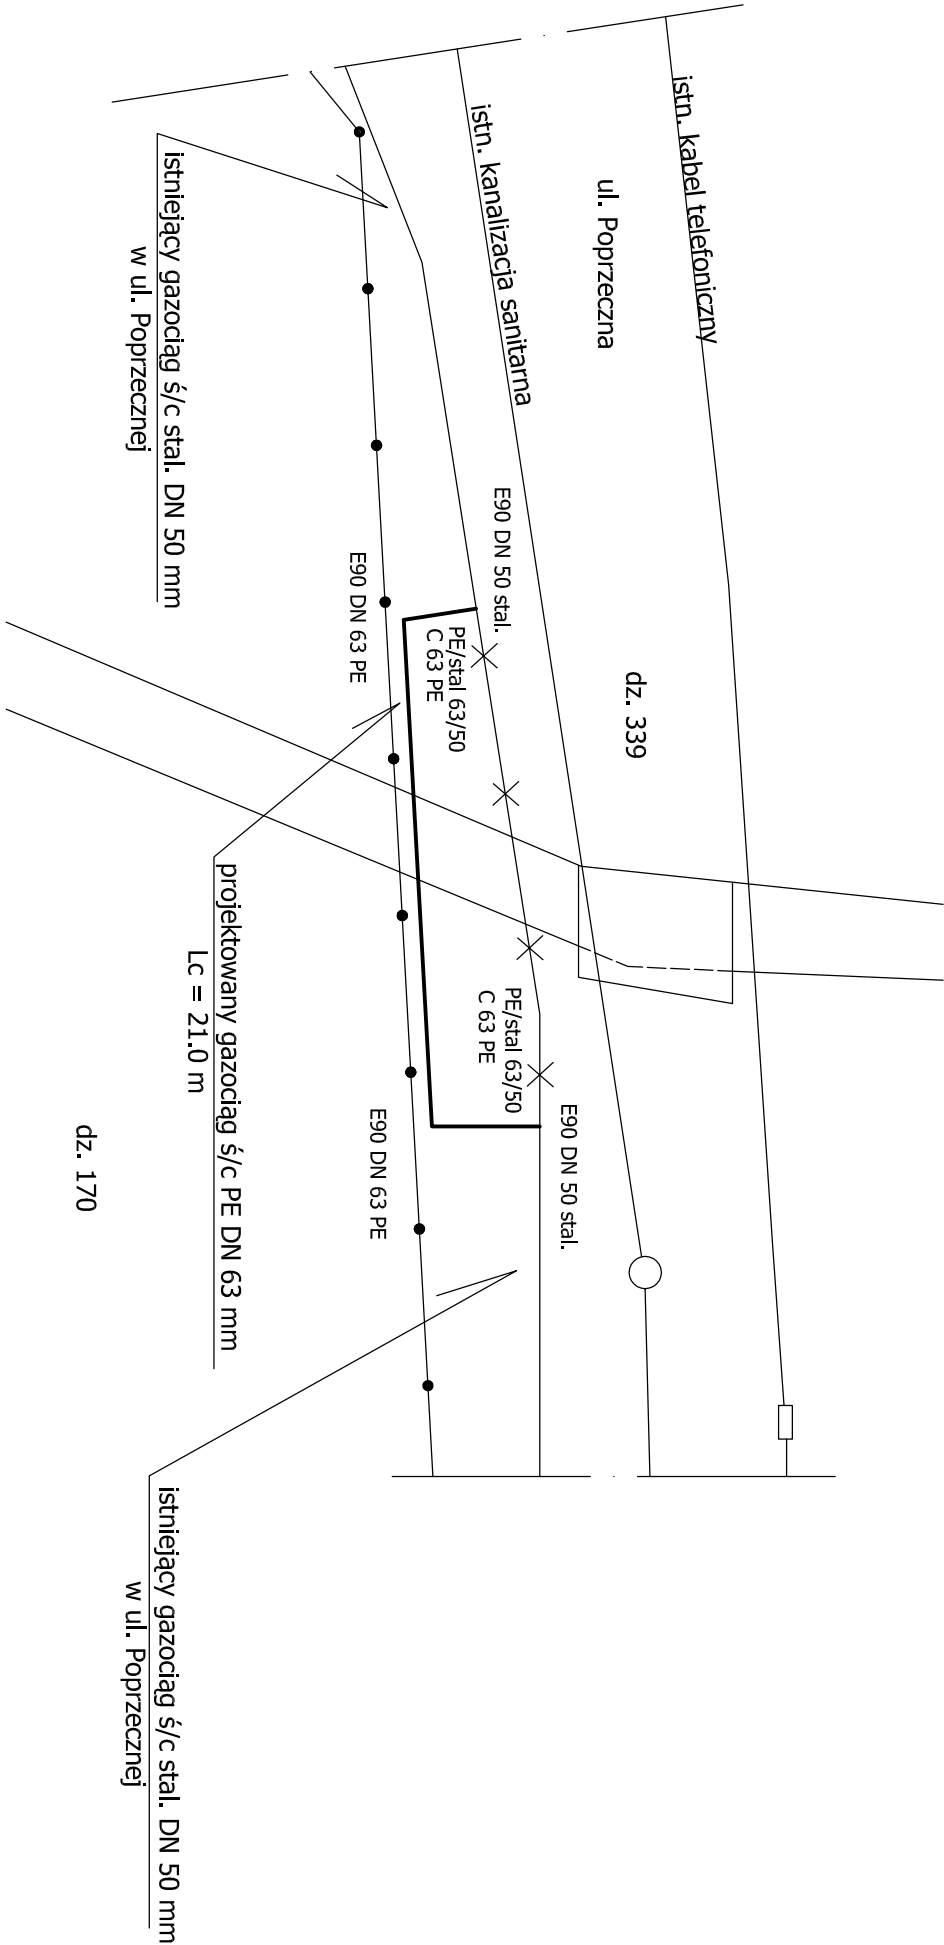 istn. kabel telefoniczny
ul. Poprzeczna
istn. kanalizacja sanitarna
istniejący gazociąg ś/c stal. DN 50 mm
w ul. Poprzecznej
E90 DN 50 stal.
E90 DN 63 PE
PE/stal 63/50
C 63 PE
dz. 339
projektowany gazociąg ś/c PE DN 63 mm
Lc = 21.0 m
PE/stal 63/50
C 63 PE
E90 DN 50 stal.
E90 DN 63 PE
dz. 170
istniejący gazociąg ś/c stal. DN 50 mm
w ul. Poprzecznej